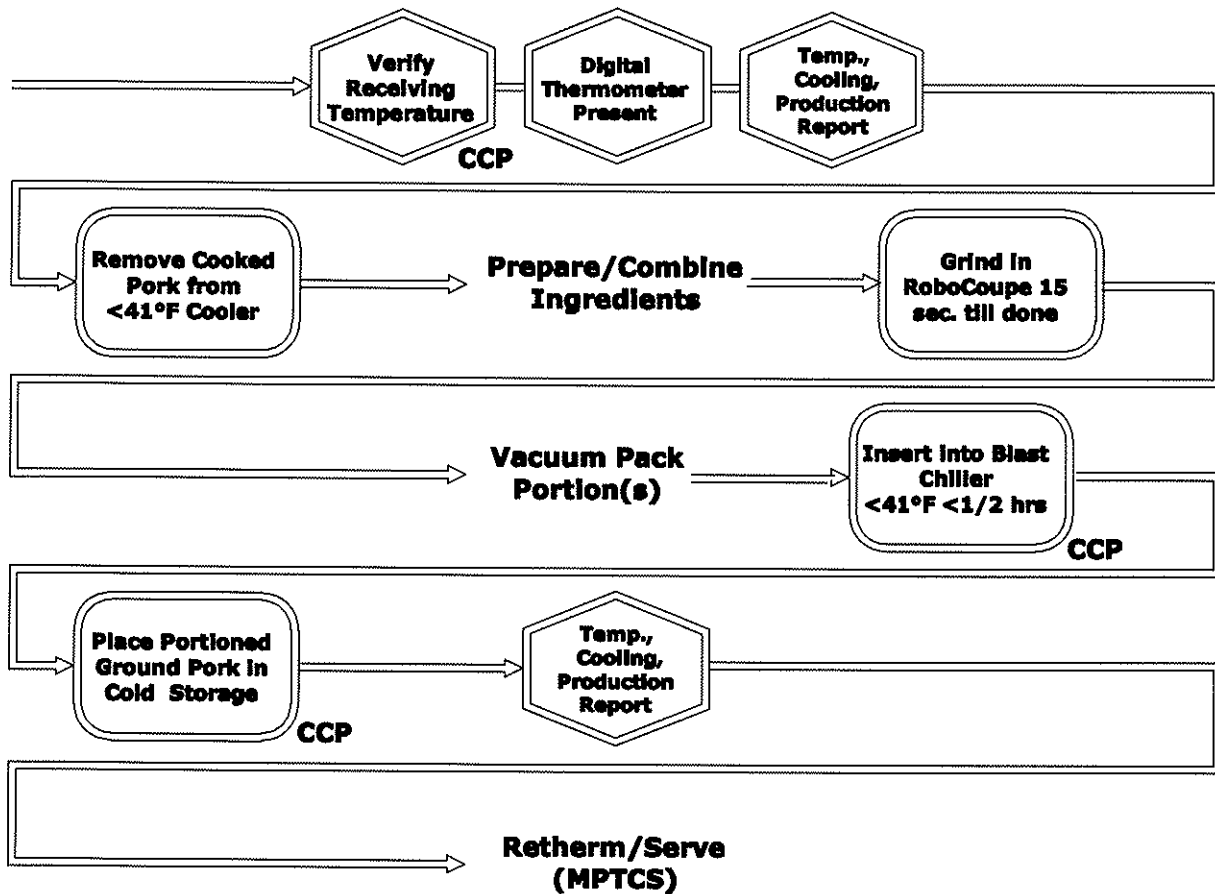 Verify
Receiving
Temperature
CCP
Digital
Thermometer
Present
Temp.,
Cooling,
Production
Report
Remove Cooked
Pork from
<41°F Cooler
Prepare/Combine
Ingredients
Grind in
RoboCoupe 15
sec. till done
Vacuum Pack
Portion(s)
Insert into Blast
Chiller
<41°F <1/2 hrs
CCP
Place Portioned
Ground Pork in
Cold Storage
CCP
Temp.,
Cooling,
Production
Report
Retherm/Serve
(MPTCS)